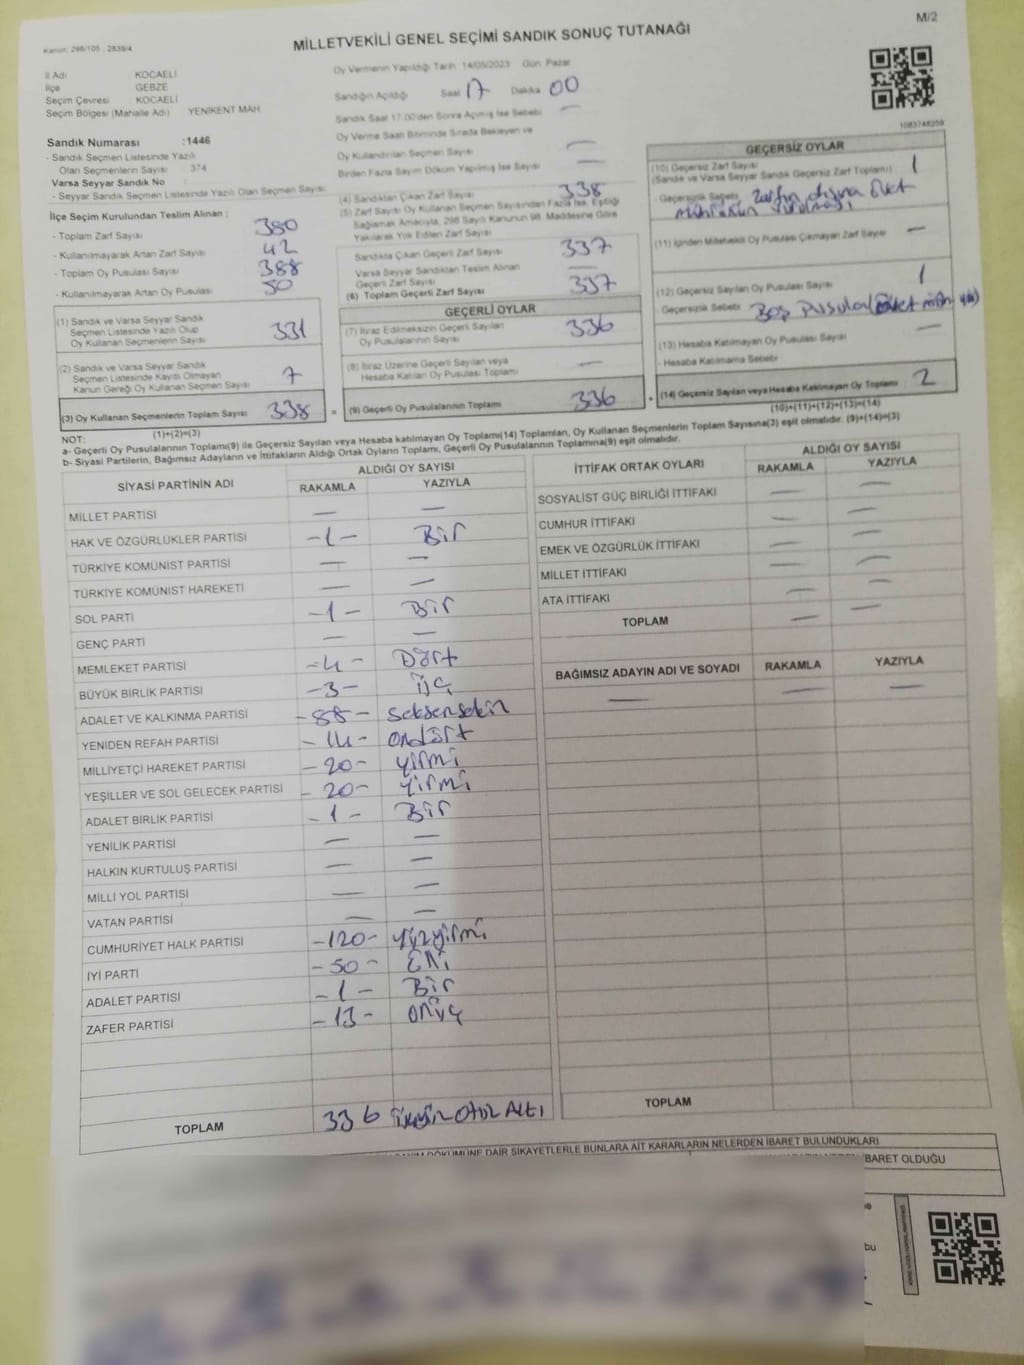 M/2
Kanun: 298/105 , 2839/4
MİLLETVEKİLİ GENEL SEÇİMİ SANDIK SONUÇ TUTANAĞI
İl Adı : KOCAELİ
İlçe : GEBZE
Seçim Çevresi : KOCAELİ
Seçim Bölgesi (Mahalle Adı) : YENİKENT MAH.
Sandık Numarası :1446
- Sandık Seçmen Listesinde Yazılı
Olan Seçmenlerin Sayısı : 374
Varsa Seyyar Sandık No :
- Seyyar Sandık Seçmen Listesinde Yazılı Olan Seçmen Sayısı:
İlçe Seçim Kurulundan Teslim Alınan :
- Toplam Zarf Sayısı 380
- Kullanılmayarak Artan Zarf Sayısı 42
- Toplam Oy Pusulası Sayısı 388
- Kullanılmayarak Artan Oy Pusulası 50
Oy Vermenin Yapıldığı Tarih : 14/05/2023 Gün: Pazar
Sandığın Açıldığı Saat 17 Dakika 00
Sandık Saat 17.00'den Sonra Açılmış İse Sebebi —
Oy Verme Saati Bitiminde Sırada Bekleyen ve
Oy Kullandırılan Seçmen Sayısı —
Birden Fazla Sayım Döküm Yapılmış İse Sayısı —
(4) Sandıktan Çıkan Zarf Sayısı 338
(5) Zarf Sayısı Oy Kullanan Seçmen Sayısından Fazla İse, Eşitliği
Sağlamak Amacıyla, 298 Sayılı Kanunun 98. Maddesine Göre
Yakılarak Yok Edilen Zarf Sayısı
Sandıkta Çıkan Geçerli Zarf Sayısı 337
Varsa Seyyar Sandıktan Teslim Alınan
Geçerli Zarf Sayısı —
(6) Toplam Geçerli Zarf Sayısı 337
1083748259
GEÇERSİZ OYLAR
(10) Geçersiz Zarf Sayısı 1
(Sandık ve Varsa Seyyar Sandık Geçersiz Zarf Toplamı)
- Geçersizlik Sebebi: Zarfın dışına Evet
(11) İçinden Milletvekili Oy Pusulası Çıkmayan Zarf Sayısı —
(12) Geçersiz Sayılan Oy Pusulası Sayısı 1
- Geçersizlik Sebebi: Boş Pusula
(13) Hesaba Katılmayan Oy Pusulası Sayısı —
- Hesaba Katılmama Sebebi
(14) Geçersiz Sayılan veya Hesaba Katılmayan Oy Toplamı 2
(10)+(11)+(12)+(13)=(14)
(1) Sandık ve Varsa Seyyar Sandık
Seçmen Listesinde Yazılı Olup
Oy Kullanan Seçmenlerin Sayısı 331
(2) Sandık ve Varsa Seyyar Sandık
Seçmen Listesinde Kayıtlı Olmayan
Kanun Gereği Oy Kullanan Seçmen Sayısı 7
(3) Oy Kullanan Seçmenlerin Toplam Sayısı 338
(1)+(2)=(3)
GEÇERLİ OYLAR
(7) İtiraz Edilmeksizin Geçerli Sayılan
Oy Pusulalarının Sayısı 336
(8) İtiraz Üzerine Geçerli Sayılan veya
Hesaba Katılan Oy Pusulası Toplamı —
= (9) Geçerli Oy Pusulalarının Toplamı 336 +
NOT:
a- Geçerli Oy Pusulalarının Toplamı(9) ile Geçersiz Sayılan veya Hesaba katılmayan Oy Toplamı(14) Toplamları, Oy Kullanan Seçmenlerin Toplam Sayısına(3) eşit olmalıdır. (9)+(14)=(3)
b- Siyasi Partilerin, Bağımsız Adayların ve İttifakların Aldığı Ortak Oyların Toplamı, Geçerli Oy Pusulalarının Toplamına(9) eşit olmalıdır.
SİYASİ PARTİNİN ADI ALDIĞI OY SAYISI
RAKAMLA YAZIYLA
MİLLET PARTİSİ — —
HAK VE ÖZGÜRLÜKLER PARTİSİ -1- Bir
TÜRKİYE KOMÜNİST PARTİSİ — —
TÜRKİYE KOMÜNİST HAREKETİ — —
SOL PARTİ -1- Bir
GENÇ PARTİ — —
MEMLEKET PARTİSİ -4- Dört
BÜYÜK BİRLİK PARTİSİ -3- üç
ADALET VE KALKINMA PARTİSİ -88- seksensekiz
YENİDEN REFAH PARTİSİ -14- ondört
MİLLİYETÇİ HAREKET PARTİSİ -20- yirmi
YEŞİLLER VE SOL GELECEK PARTİSİ -20- yirmi
ADALET BİRLİK PARTİSİ -1- Bir
YENİLİK PARTİSİ — —
HALKIN KURTULUŞ PARTİSİ — —
MİLLİ YOL PARTİSİ — —
VATAN PARTİSİ — —
CUMHURİYET HALK PARTİSİ -120- yüzyirmi
İYİ PARTİ -50- Elli
ADALET PARTİSİ -1- Bir
ZAFER PARTİSİ -13- onüç
TOPLAM 336
İTTİFAK ORTAK OYLARI ALDIĞI OY SAYISI
RAKAMLA YAZIYLA
SOSYALİST GÜÇ BİRLİĞİ İTTİFAKI — —
CUMHUR İTTİFAKI — —
EMEK VE ÖZGÜRLÜK İTTİFAKI — —
MİLLET İTTİFAKI — —
ATA İTTİFAKI — —
TOPLAM — —
BAĞIMSIZ ADAYIN ADI VE SOYADI RAKAMLA YAZIYLA
— — —
TOPLAM
DÖKÜMÜNE DAİR ŞİKAYETLERLE BUNLARA AİT KARARLARIN NELERDEN İBARET BULUNDUKLARI
İBARET OLDUĞU